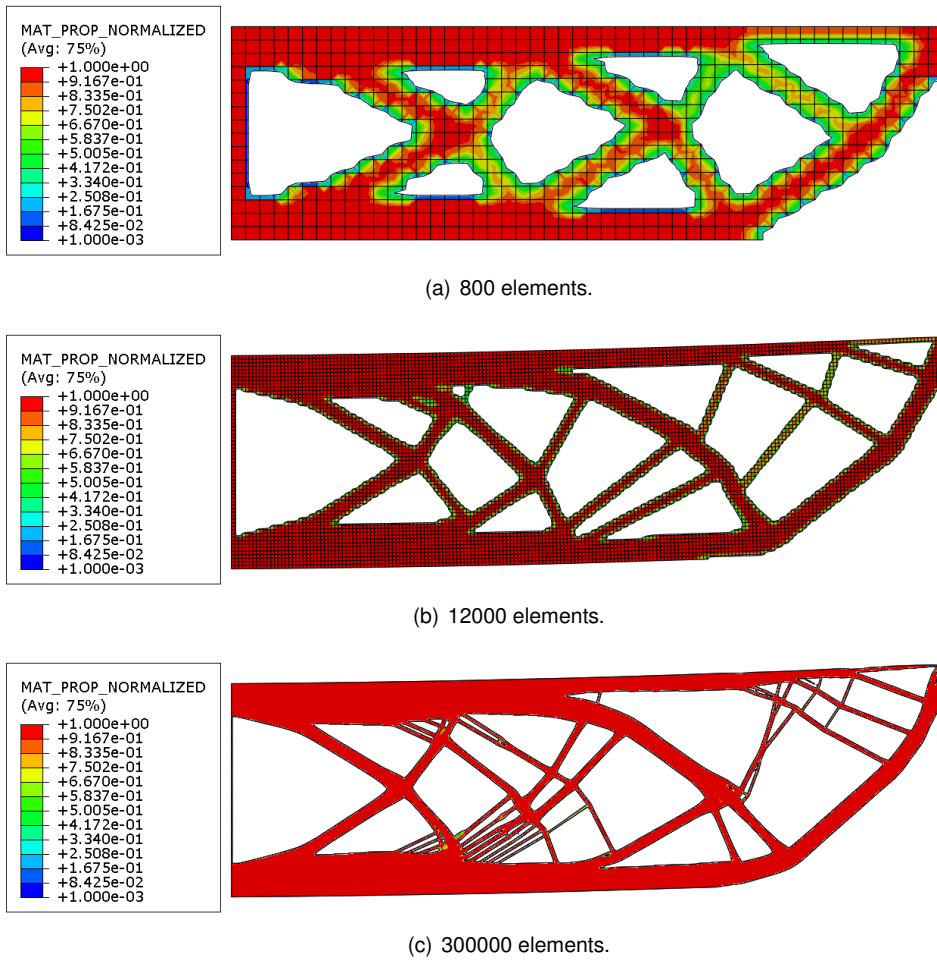 MAT_PROP_NORMALIZED
(Avg: 75%)
+1.000e+00
+9.167e-01
+8.335e-01
+7.502e-01
+6.670e-01
+5.837e-01
+5.005e-01
+4.172e-01
+3.340e-01
+2.508e-01
+1.675e-01
+8.425e-02
+1.000e-03
(a) 800 elements.
MAT_PROP_NORMALIZED
(Avg: 75%)
+1.000e+00
+9.167e-01
+8.335e-01
+7.502e-01
+6.670e-01
+5.837e-01
+5.005e-01
+4.172e-01
+3.340e-01
+2.508e-01
+1.675e-01
+8.425e-02
+1.000e-03
(b) 12000 elements.
MAT_PROP_NORMALIZED
(Avg: 75%)
+1.000e+00
+9.167e-01
+8.335e-01
+7.502e-01
+6.670e-01
+5.837e-01
+5.005e-01
+4.172e-01
+3.340e-01
+2.508e-01
+1.675e-01
+8.425e-02
+1.000e-03
(c) 300000 elements.